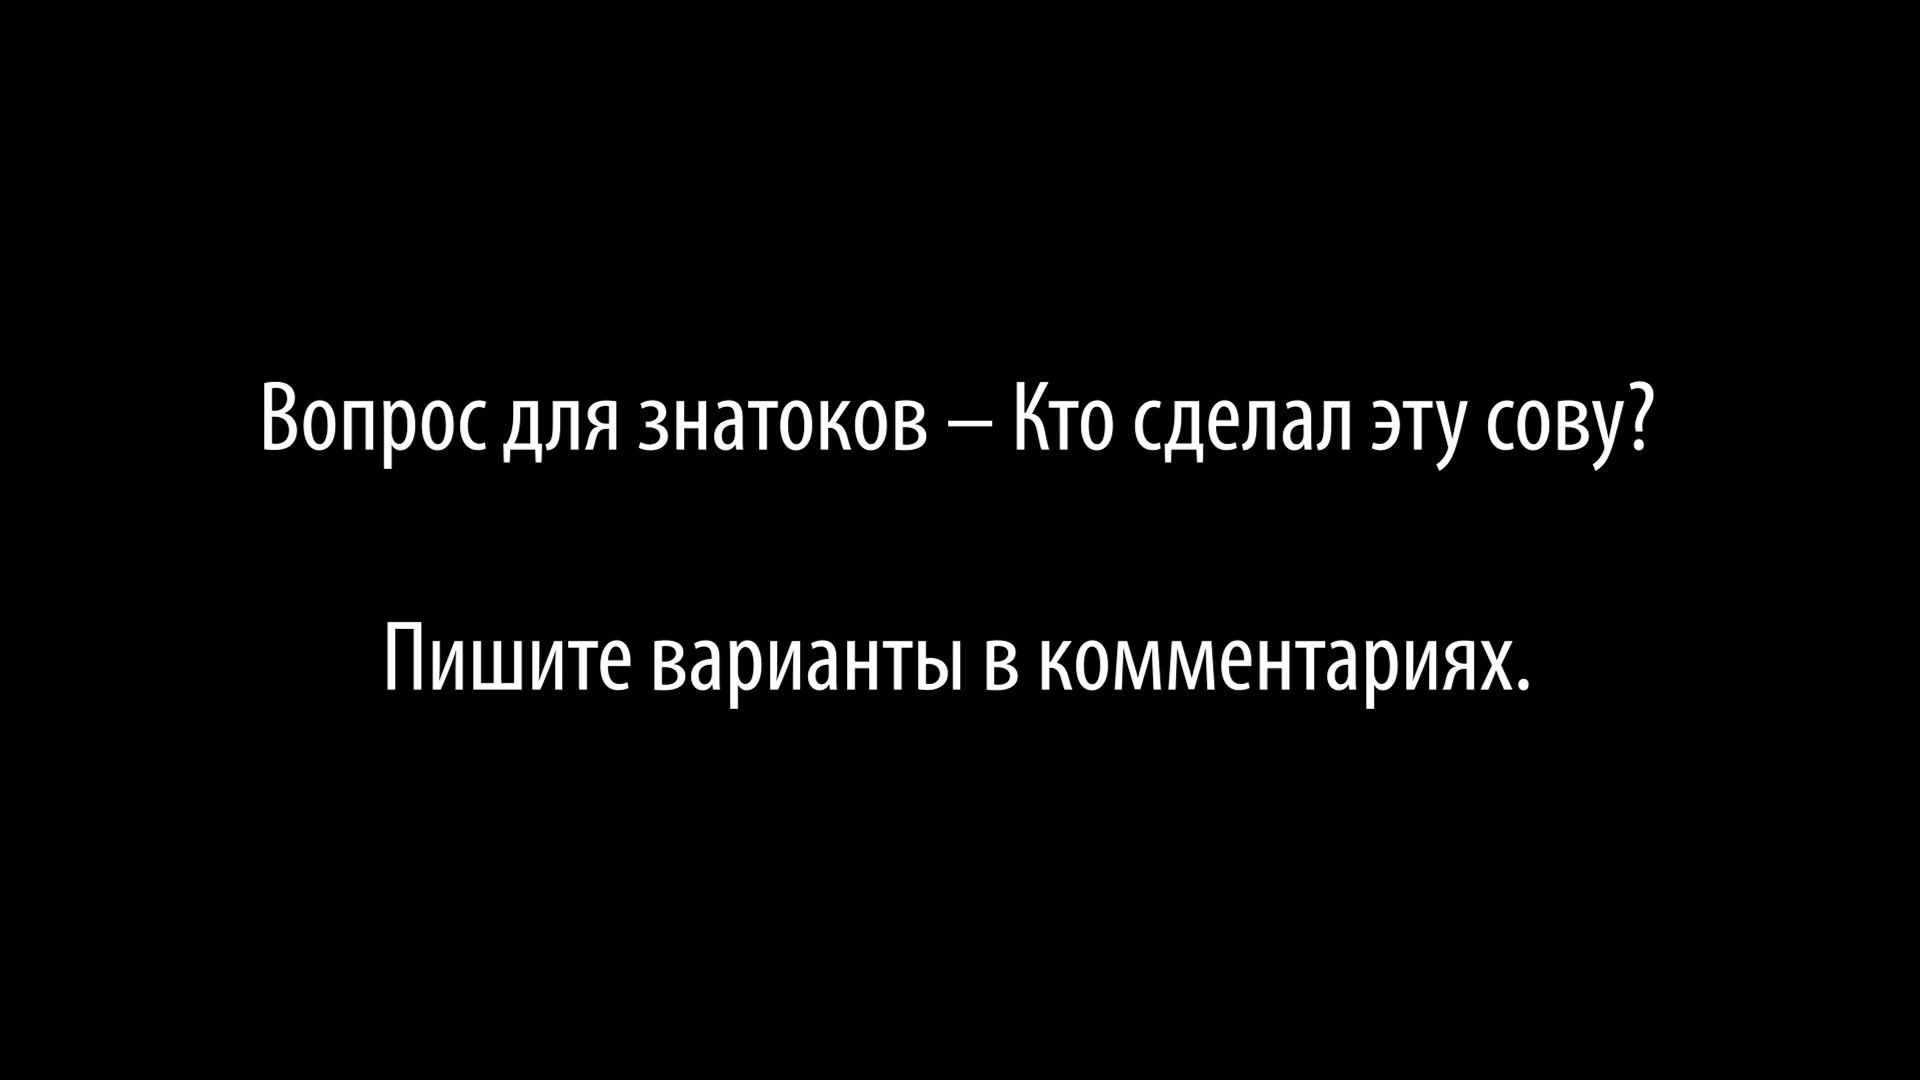 Вопрос для знатоков – Кто сделал эту сову?
Пишите варианты в комментариях.